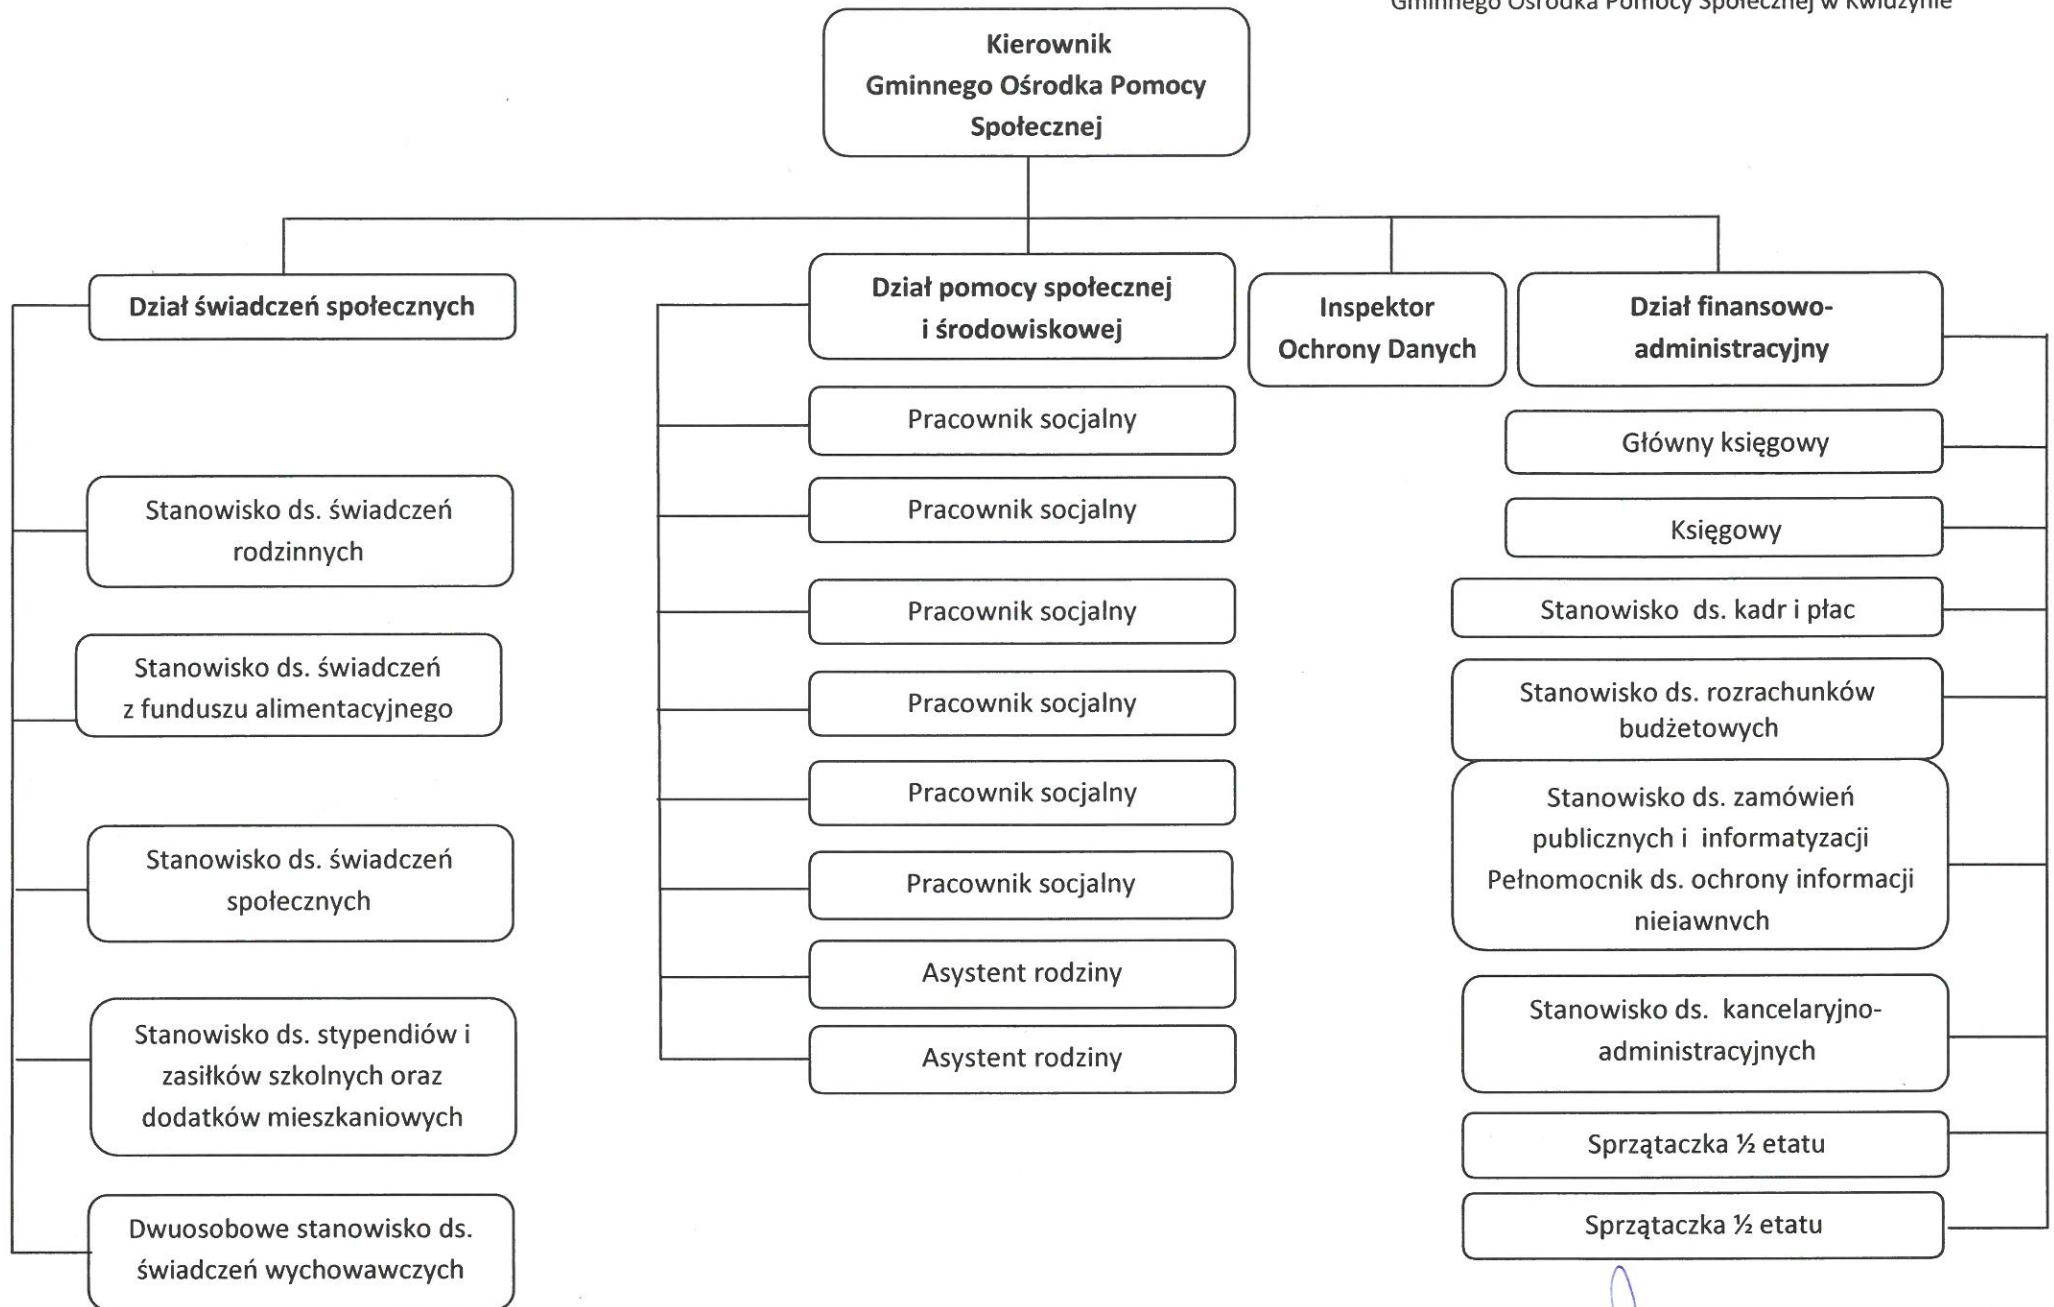 Gminnego Ośrodka Pomocy Społecznej w Kwidzynie
Kierownik
Gminnego Ośrodka Pomocy
Społecznej
Dział świadczeń społecznych
Stanowisko ds. świadczeń
rodzinnych
Stanowisko ds. świadczeń
z funduszu alimentacyjnego
Stanowisko ds. świadczeń
społecznych
Stanowisko ds. stypendiów i
zasiłków szkolnych oraz
dodatków mieszkaniowych
Dwuosobowe stanowisko ds.
świadczeń wychowawczych
Dział pomocy społecznej
i środowiskowej
Pracownik socjalny
Pracownik socjalny
Pracownik socjalny
Pracownik socjalny
Pracownik socjalny
Pracownik socjalny
Asystent rodziny
Asystent rodziny
Inspektor
Ochrony Danych
Dział finansowo-
administracyjny
Główny księgowy
Księgowy
Stanowisko ds. kadr i płac
Stanowisko ds. rozrachunków
budżetowych
Stanowisko ds. zamówień
publicznych i informatyzacji
Pełnomocnik ds. ochrony informacji
niejawnych
Stanowisko ds. kancelaryjno-
administracyjnych
Sprzątaczka ½ etatu
Sprzątaczka ½ etatu